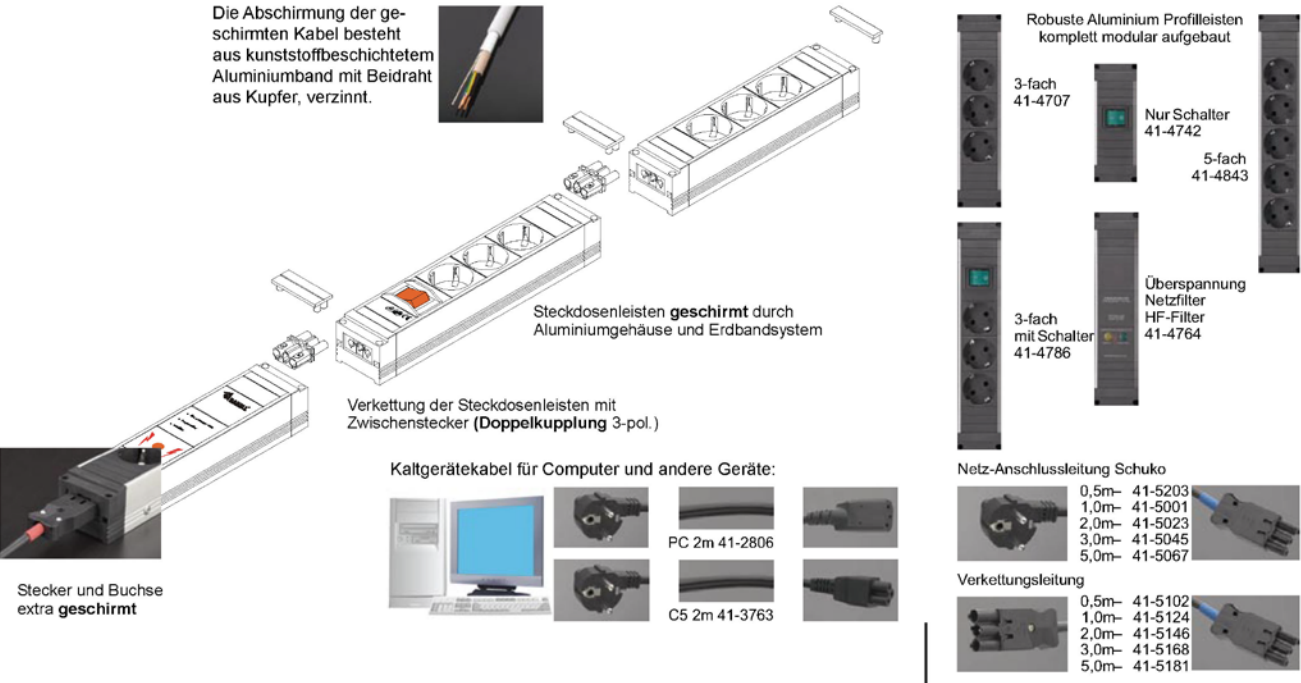 Die Abschirmung der ge-
schirmten Kabel besteht
aus kunststoffbeschichtetem
Aluminiumband mit Beidraht
aus Kupfer, verzinnt.
Steckdosenleisten geschirmt durch
Aluminiumgehäuse und Erdbandsystem
Verkettung der Steckdosenleisten mit
Zwischenstecker (Doppelkupplung 3-pol.)
Stecker und Buchse
extra geschirmt
Kaltgerätekabel für Computer und andere Geräte:
PC 2m 41-2806
C5 2m 41-3763
Robuste Aluminium Profilleisten
komplett modular aufgebaut
3-fach
41-4707
Nur Schalter
41-4742
5-fach
41-4843
3-fach
mit Schalter
41-4786
Überspannung
Netzfilter
HF-Filter
41-4764
Netz-Anschlussleitung Schuko
0,5m– 41-5203
1,0m– 41-5001
2,0m– 41-5023
3,0m– 41-5045
5,0m– 41-5067
Verkettungsleitung
0,5m– 41-5102
1,0m– 41-5124
2,0m– 41-5146
3,0m– 41-5168
5,0m– 41-5181